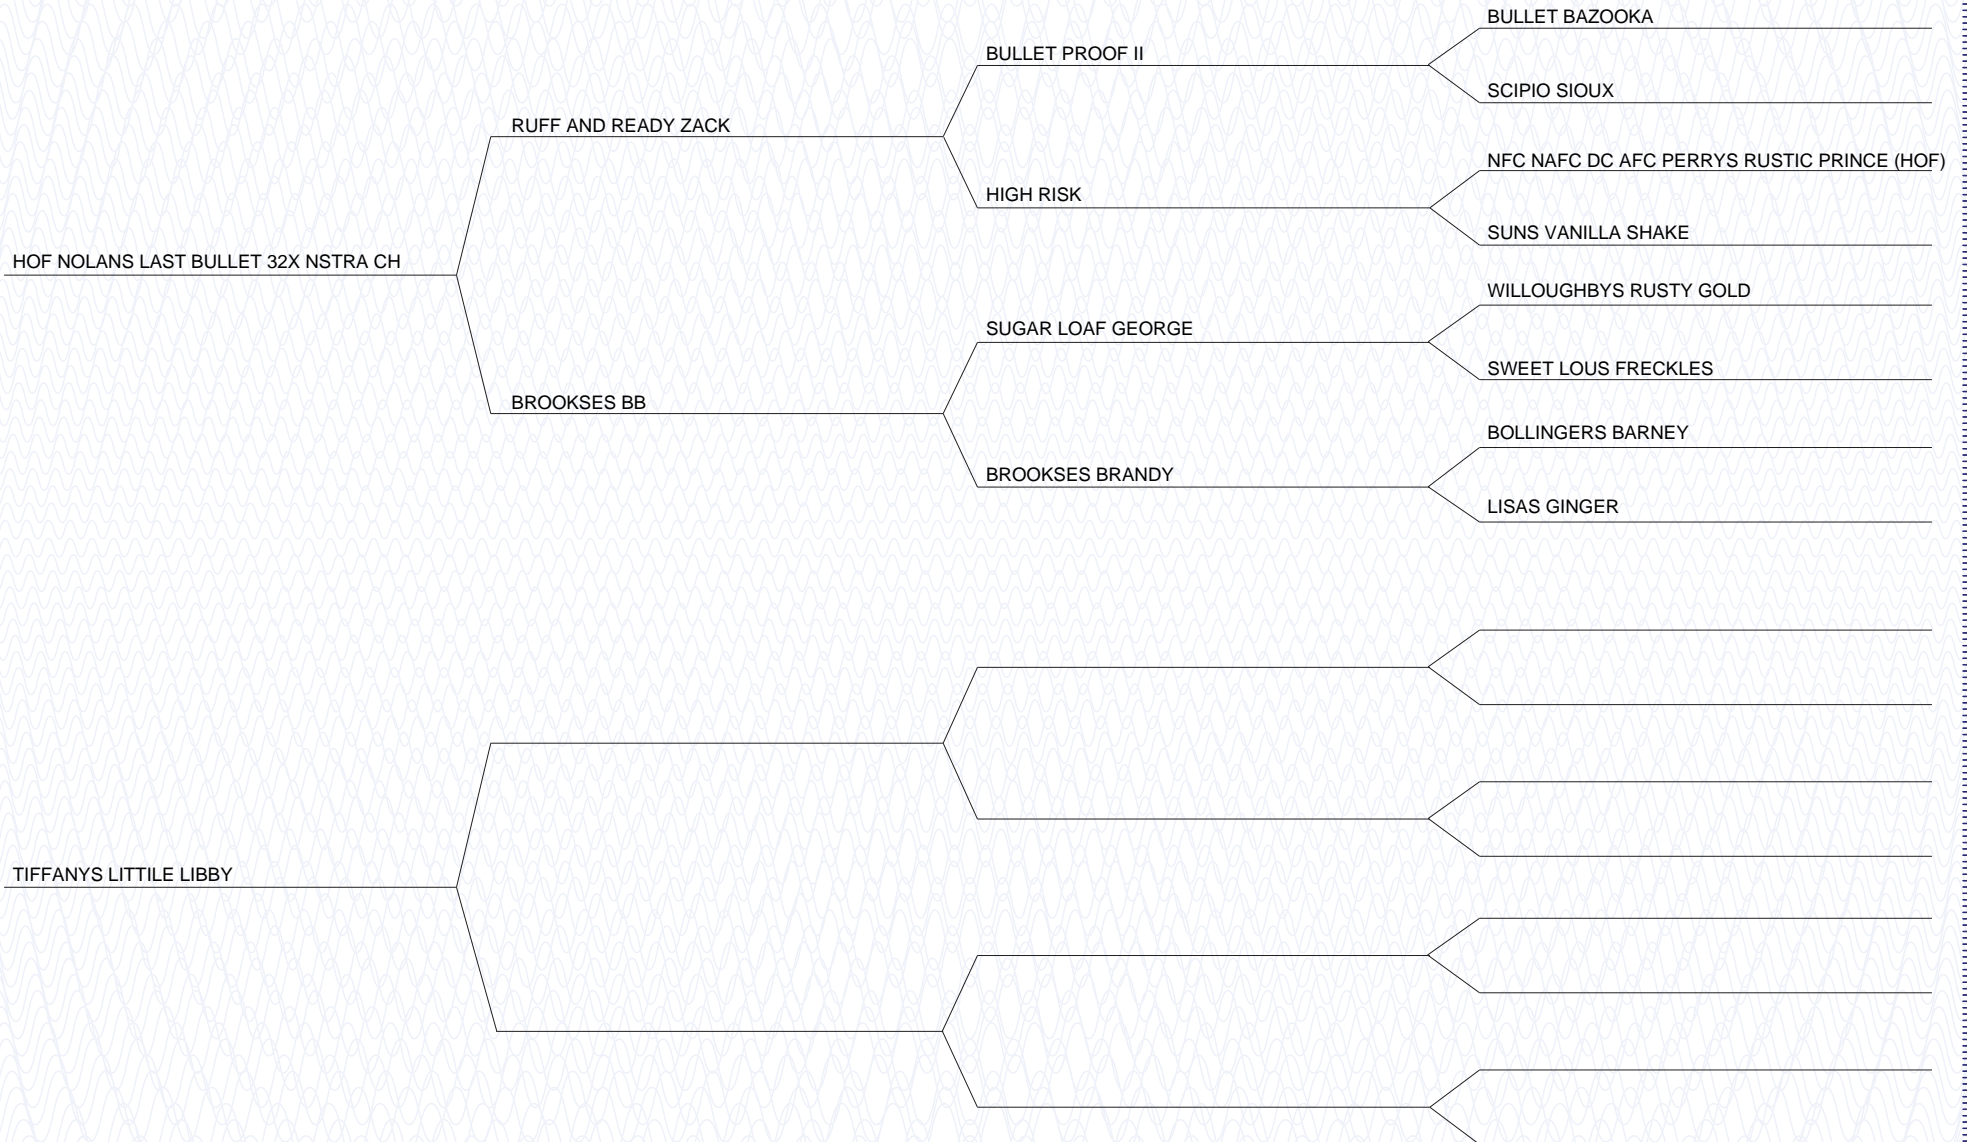 BULLET BAZOOKA
BULLET PROOF II
SCIPIO SIOUX
RUFF AND READY ZACK
NFC NAFC DC AFC PERRYS RUSTIC PRINCE (HOF)
HIGH RISK
SUNS VANILLA SHAKE
HOF NOLANS LAST BULLET 32X NSTRA CH
WILLOUGHBYS RUSTY GOLD
SUGAR LOAF GEORGE
SWEET LOUS FRECKLES
BROOKSES BB
BOLLINGERS BARNEY
BROOKSES BRANDY
LISAS GINGER
TIFFANYS LITTILE LIBBY